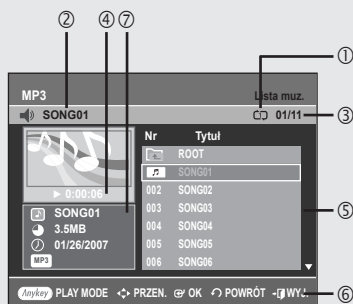 ② ④ ⑦ ①
MP3 Lista muz.
SONG01 01/11 ③
Nr Tytuł
ROOT
SONG01
► 0:00:06
002 SONG02
SONG01 003 SONG03 ⑤
3.5MB 004 SONG04
01/26/2007 005 SONG05
MP3 006 SONG06
Anykey PLAY MODE PRZEN. OK POWRÓT WYJ. ⑥